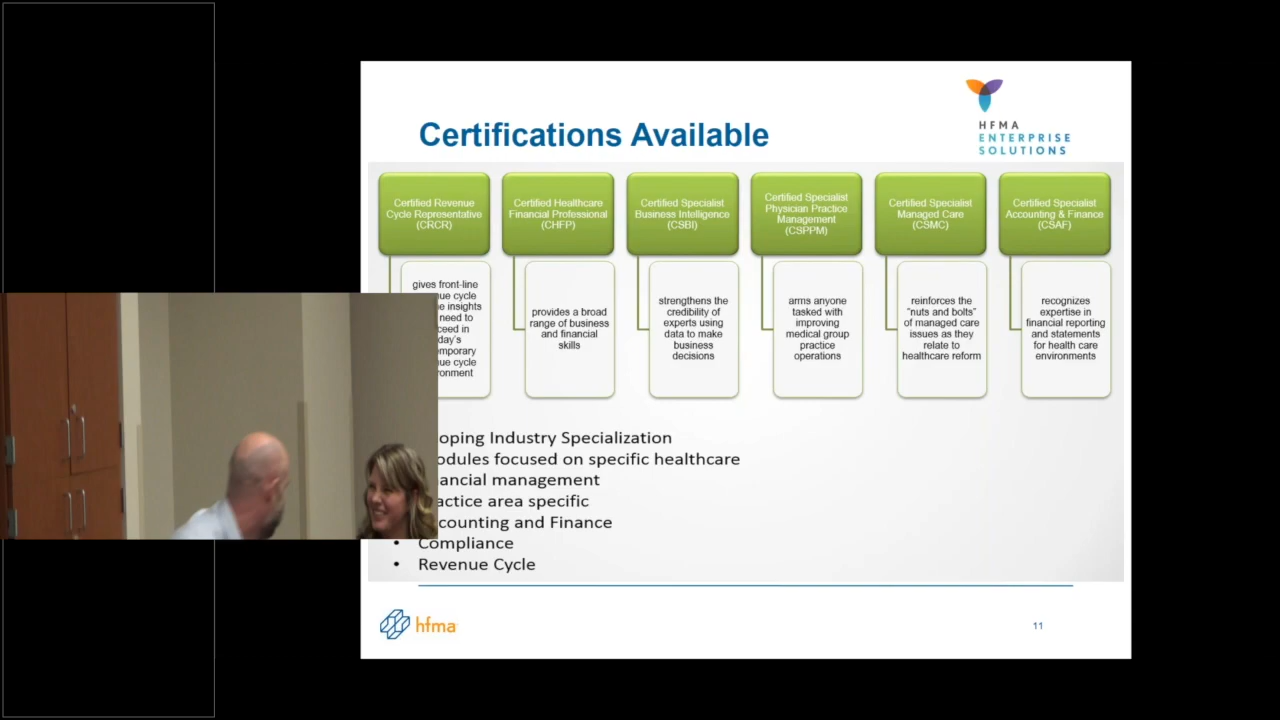 HFMA
ENTERPRISE
SOLUTIONS
Certifications Available
Certified Revenue
Cycle Representative
(CRCR)
Certified Healthcare
Financial Professional
(CHFP)
Certified Specialist
Business Intelligence
(CSBI)
Certified Specialist
Physician Practice
Management
(CSPPM)
Certified Specialist
Managed Care
(CSMC)
Certified Specialist
Accounting & Finance
(CSAF)
gives front-line
cycle
insights
need to
provides a broad
range of business
and financial
skills
strengthens the
credibility of
experts using
data to make
business
decisions
arms anyone
tasked with
improving
medical group
practice
operations
reinforces the
"nuts and bolts"
of managed care
issues as they
relate to
healthcare reform
recognizes
expertise in
financial reporting
and statements
for health care
environments
Industry Specialization
focused on specific healthcare
management
area specific
and Finance
• Compliance
• Revenue Cycle
hfma
11